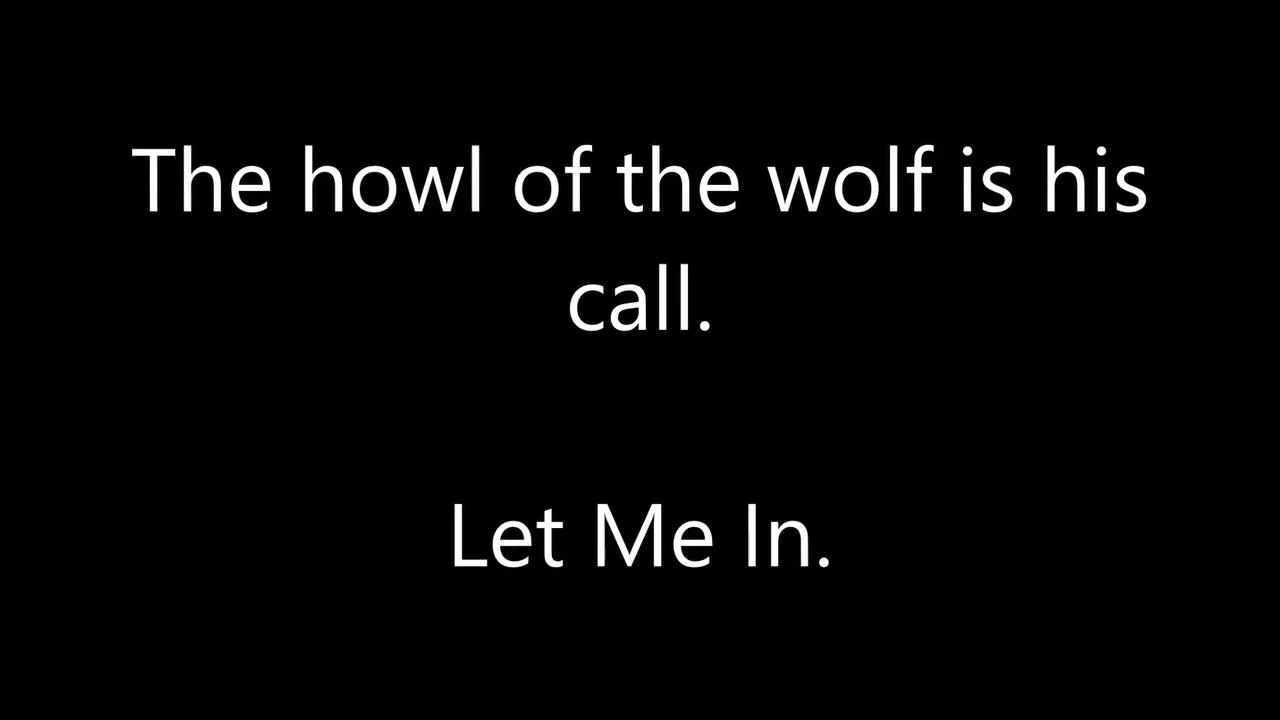 The howl of the wolf is his
call.
Let Me In.